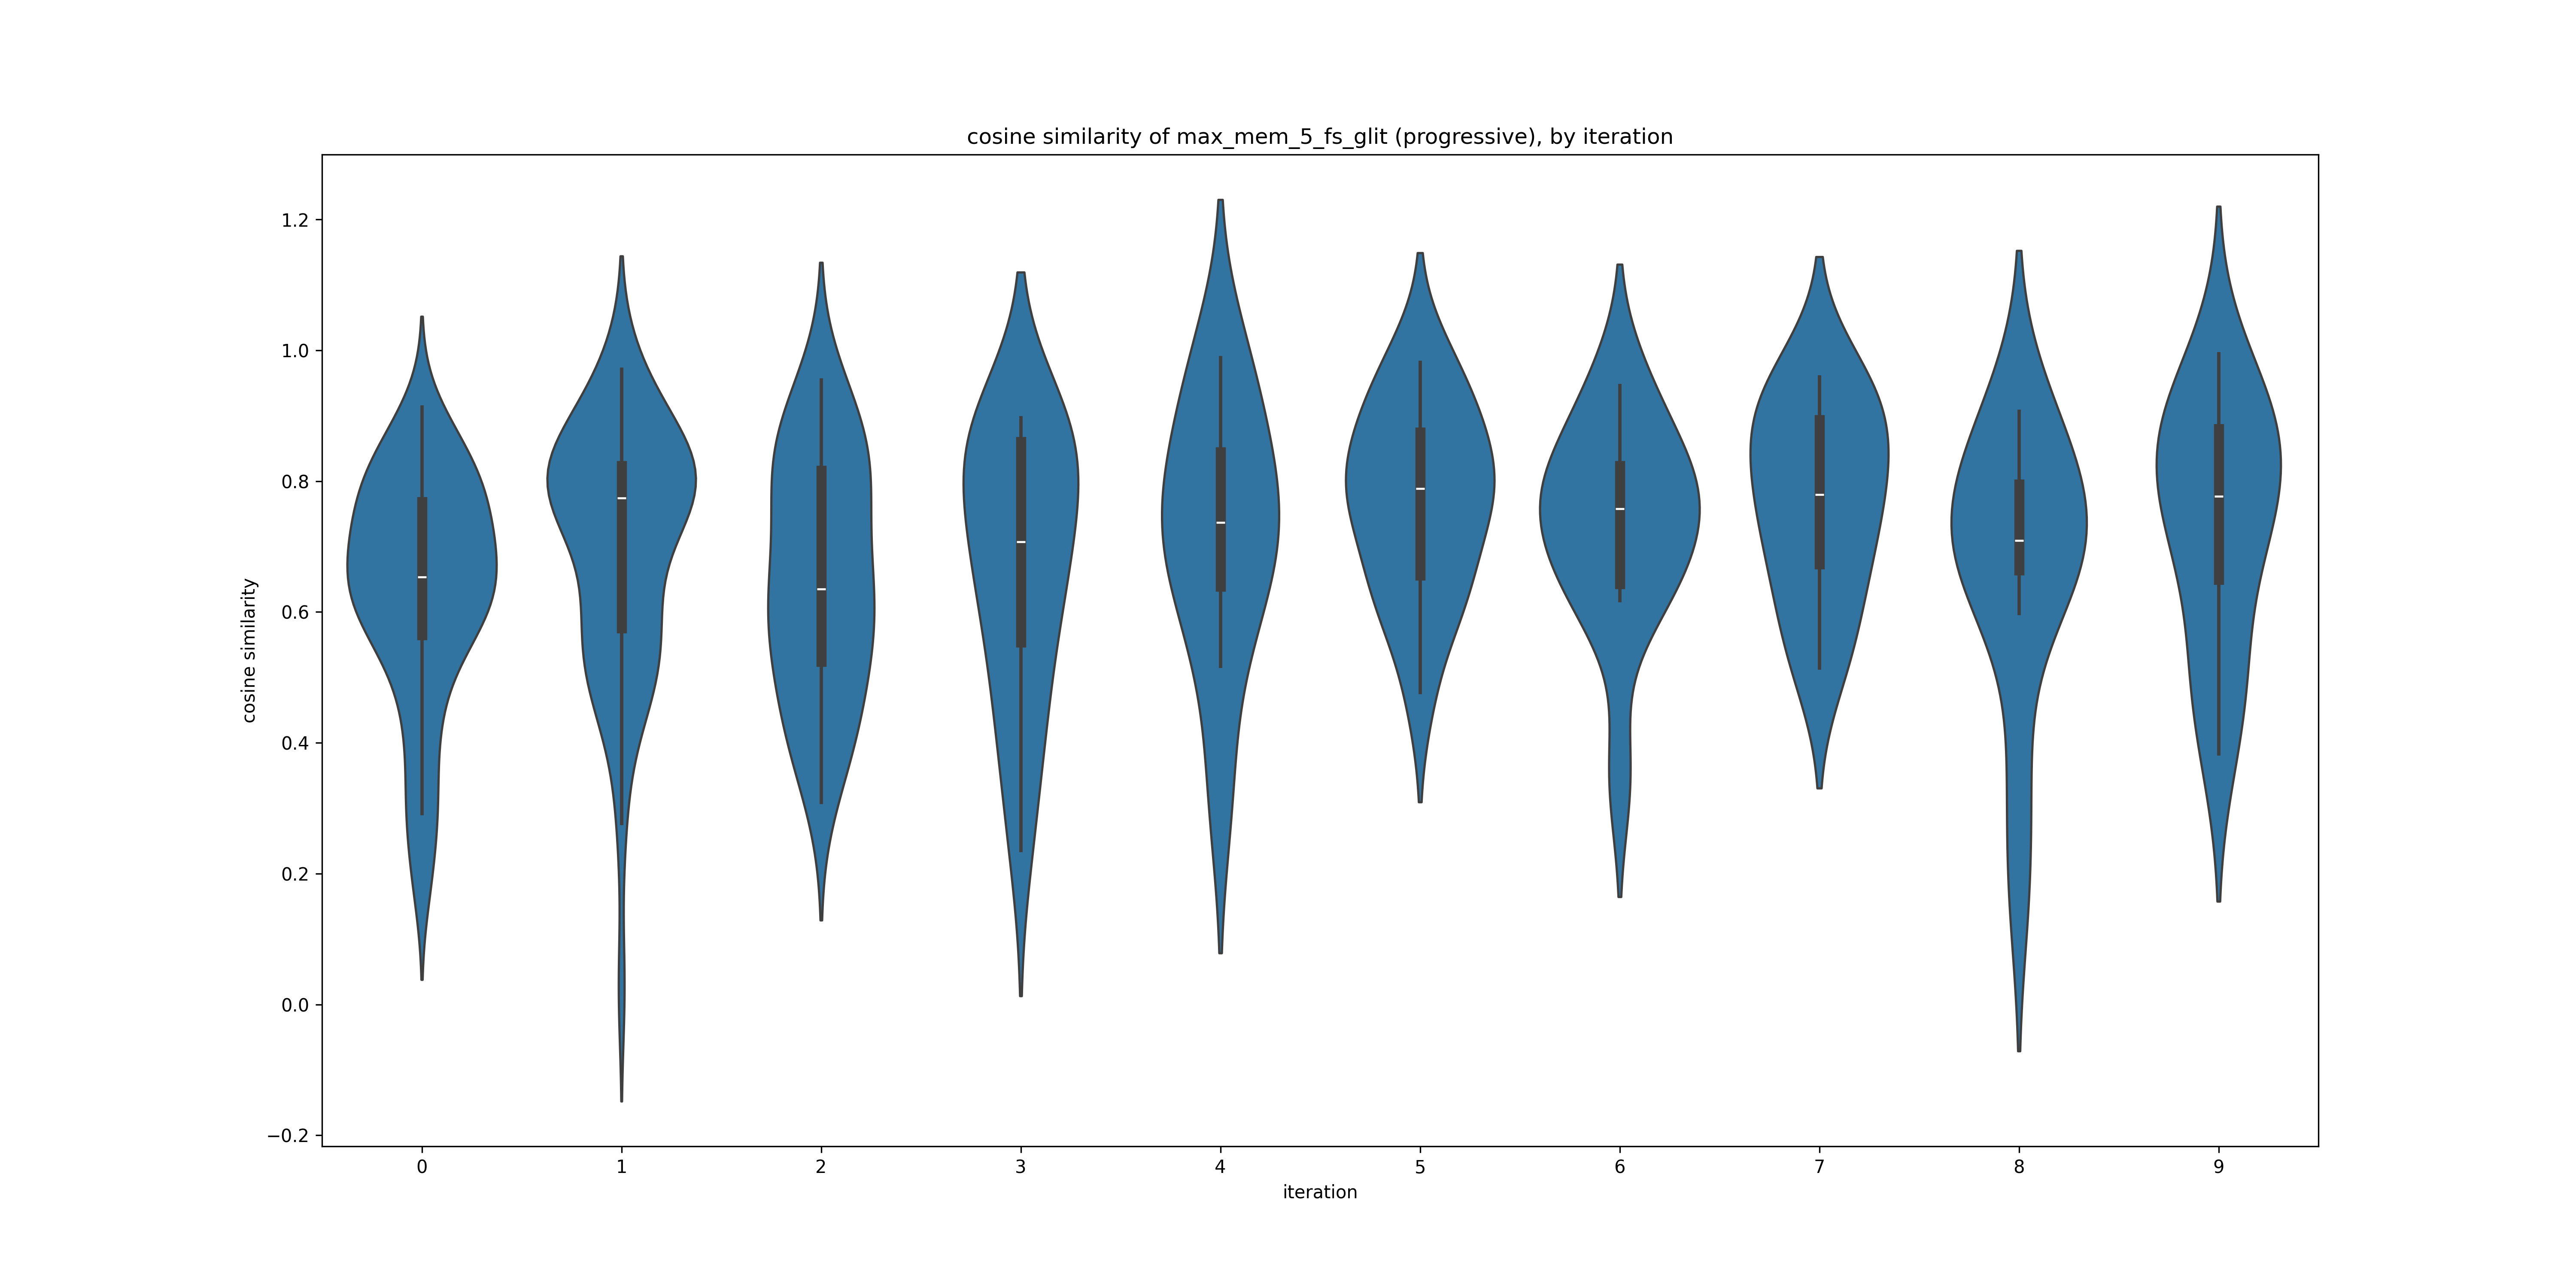 cosine similarity of max_mem_5_fs_glit (progressive), by iteration
cosine similarity
1.2
1.0
0.8
0.6
0.4
0.2
0.0
−0.2
0 1 2 3 4 5 6 7 8 9
iteration